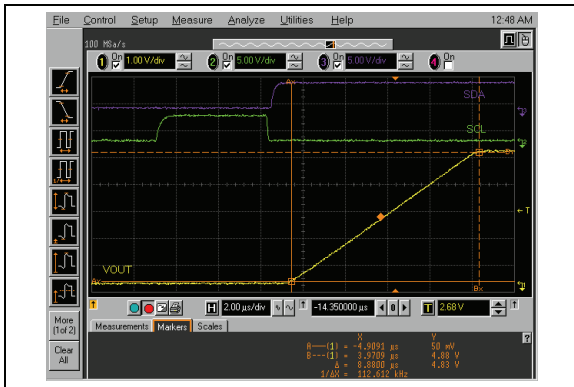 File Control Setup Measure Analyze Utilities Help 12:48 AM
100 MSa/s
1 On 1.00 V/div 2 On 5.00 V/div 3 On 5.00 V/div 4 On
SDA
SCL
VOUT
Ax
Bx
T
More
(1of 2)
Clear
All
H 2.00 µs/div -14.350000 µs 0 T 2.68 V
Measurements Markers Scales
X Y
A——(1) = -4.9091 µs 50 mV
B---(1) = 3.9709 µs 4.88 V
Δ = 8.8800 µs 4.83 V
1/ΔX = 112.612 kHz
?